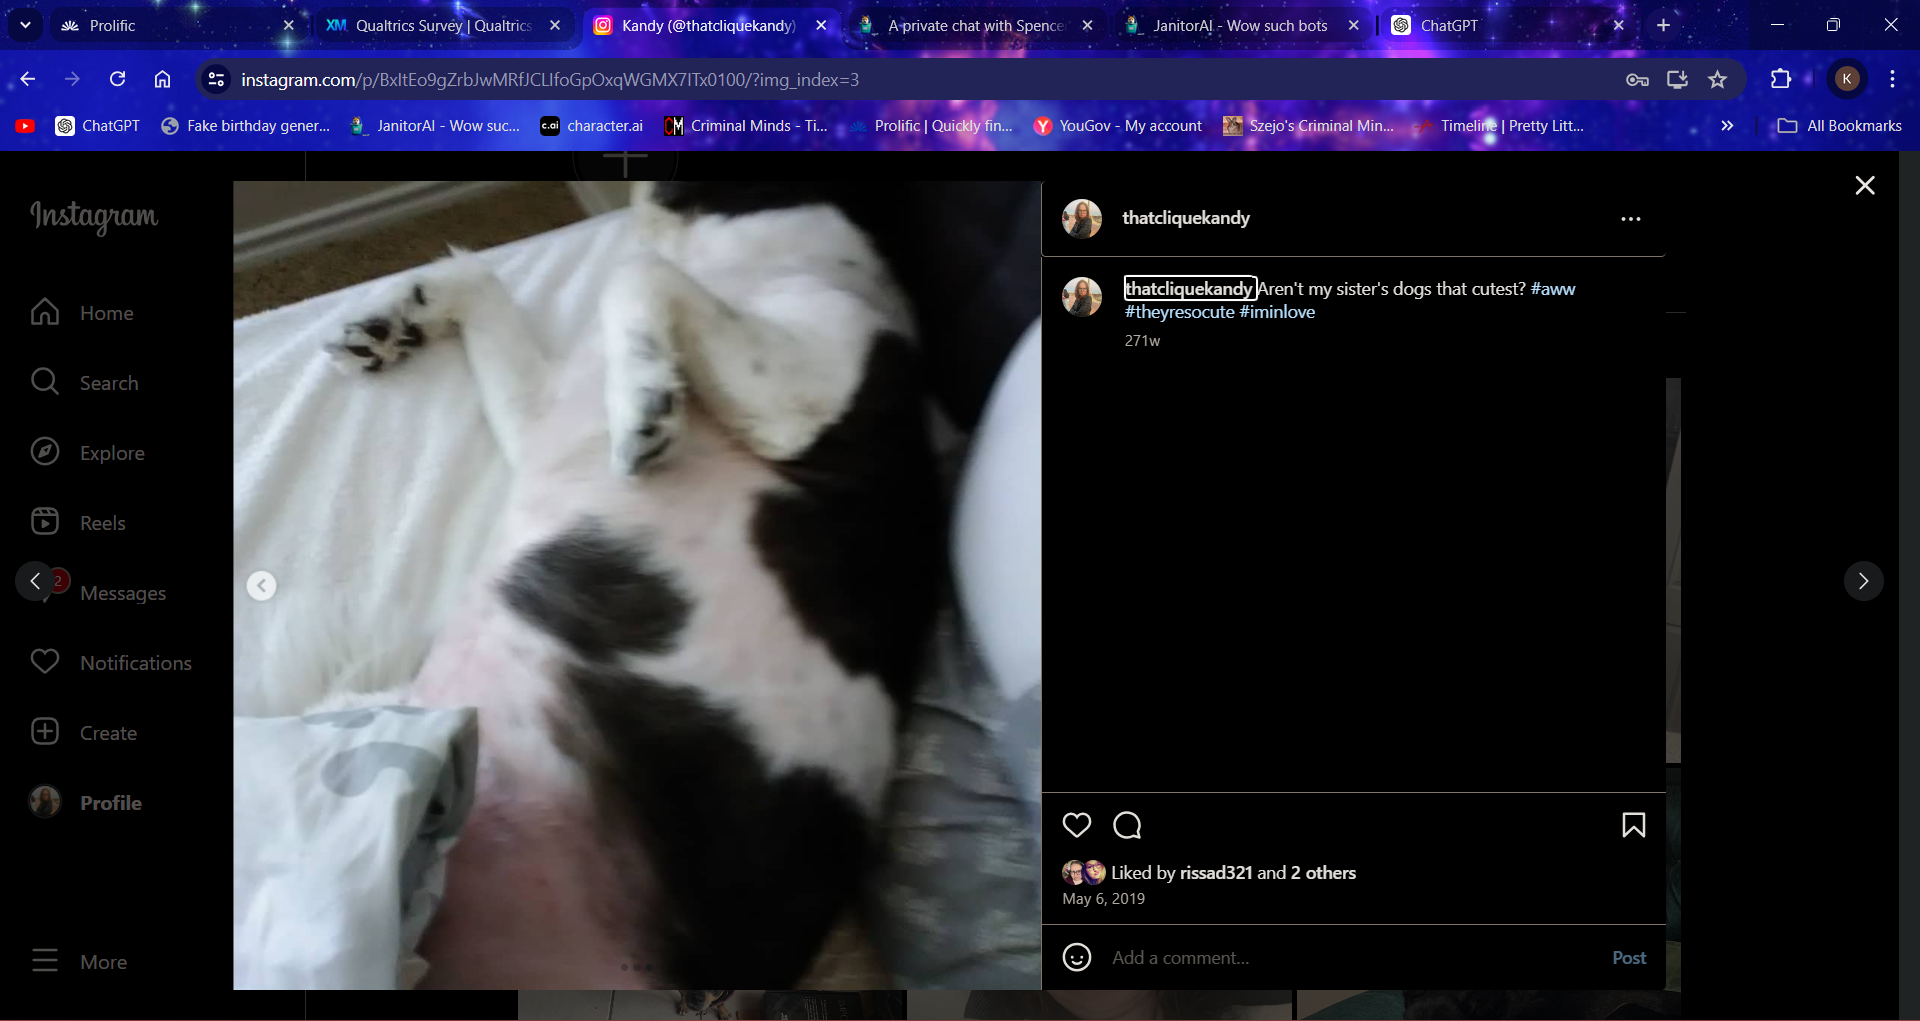 Prolific
XM Qualtrics Survey | Qualtrics
Kandy (@thatcliquekandy)
A private chat with Spence
JanitorAI - Wow such bots
ChatGPT
instagram.com/p/BxItEo9gZrbJwMRfJCLIfoGpOxqWGMX7ITx0100/?img_index=3
K
ChatGPT
Fake birthday gener...
JanitorAI - Wow suc...
c.ai character.ai
CM Criminal Minds - Ti...
Prolific | Quickly fin...
Y YouGov - My account
Szejo's Criminal Min...
Timeline | Pretty Litt...
All Bookmarks
Instagram
Home
Search
Explore
Reels
2
Messages
Notifications
Create
Profile
More
thatcliquekandy
thatcliquekandy Aren't my sister's dogs that cutest? #aww
#theyresocute #iminlove
271w
Liked by rissad321 and 2 others
May 6, 2019
Add a comment...
Post